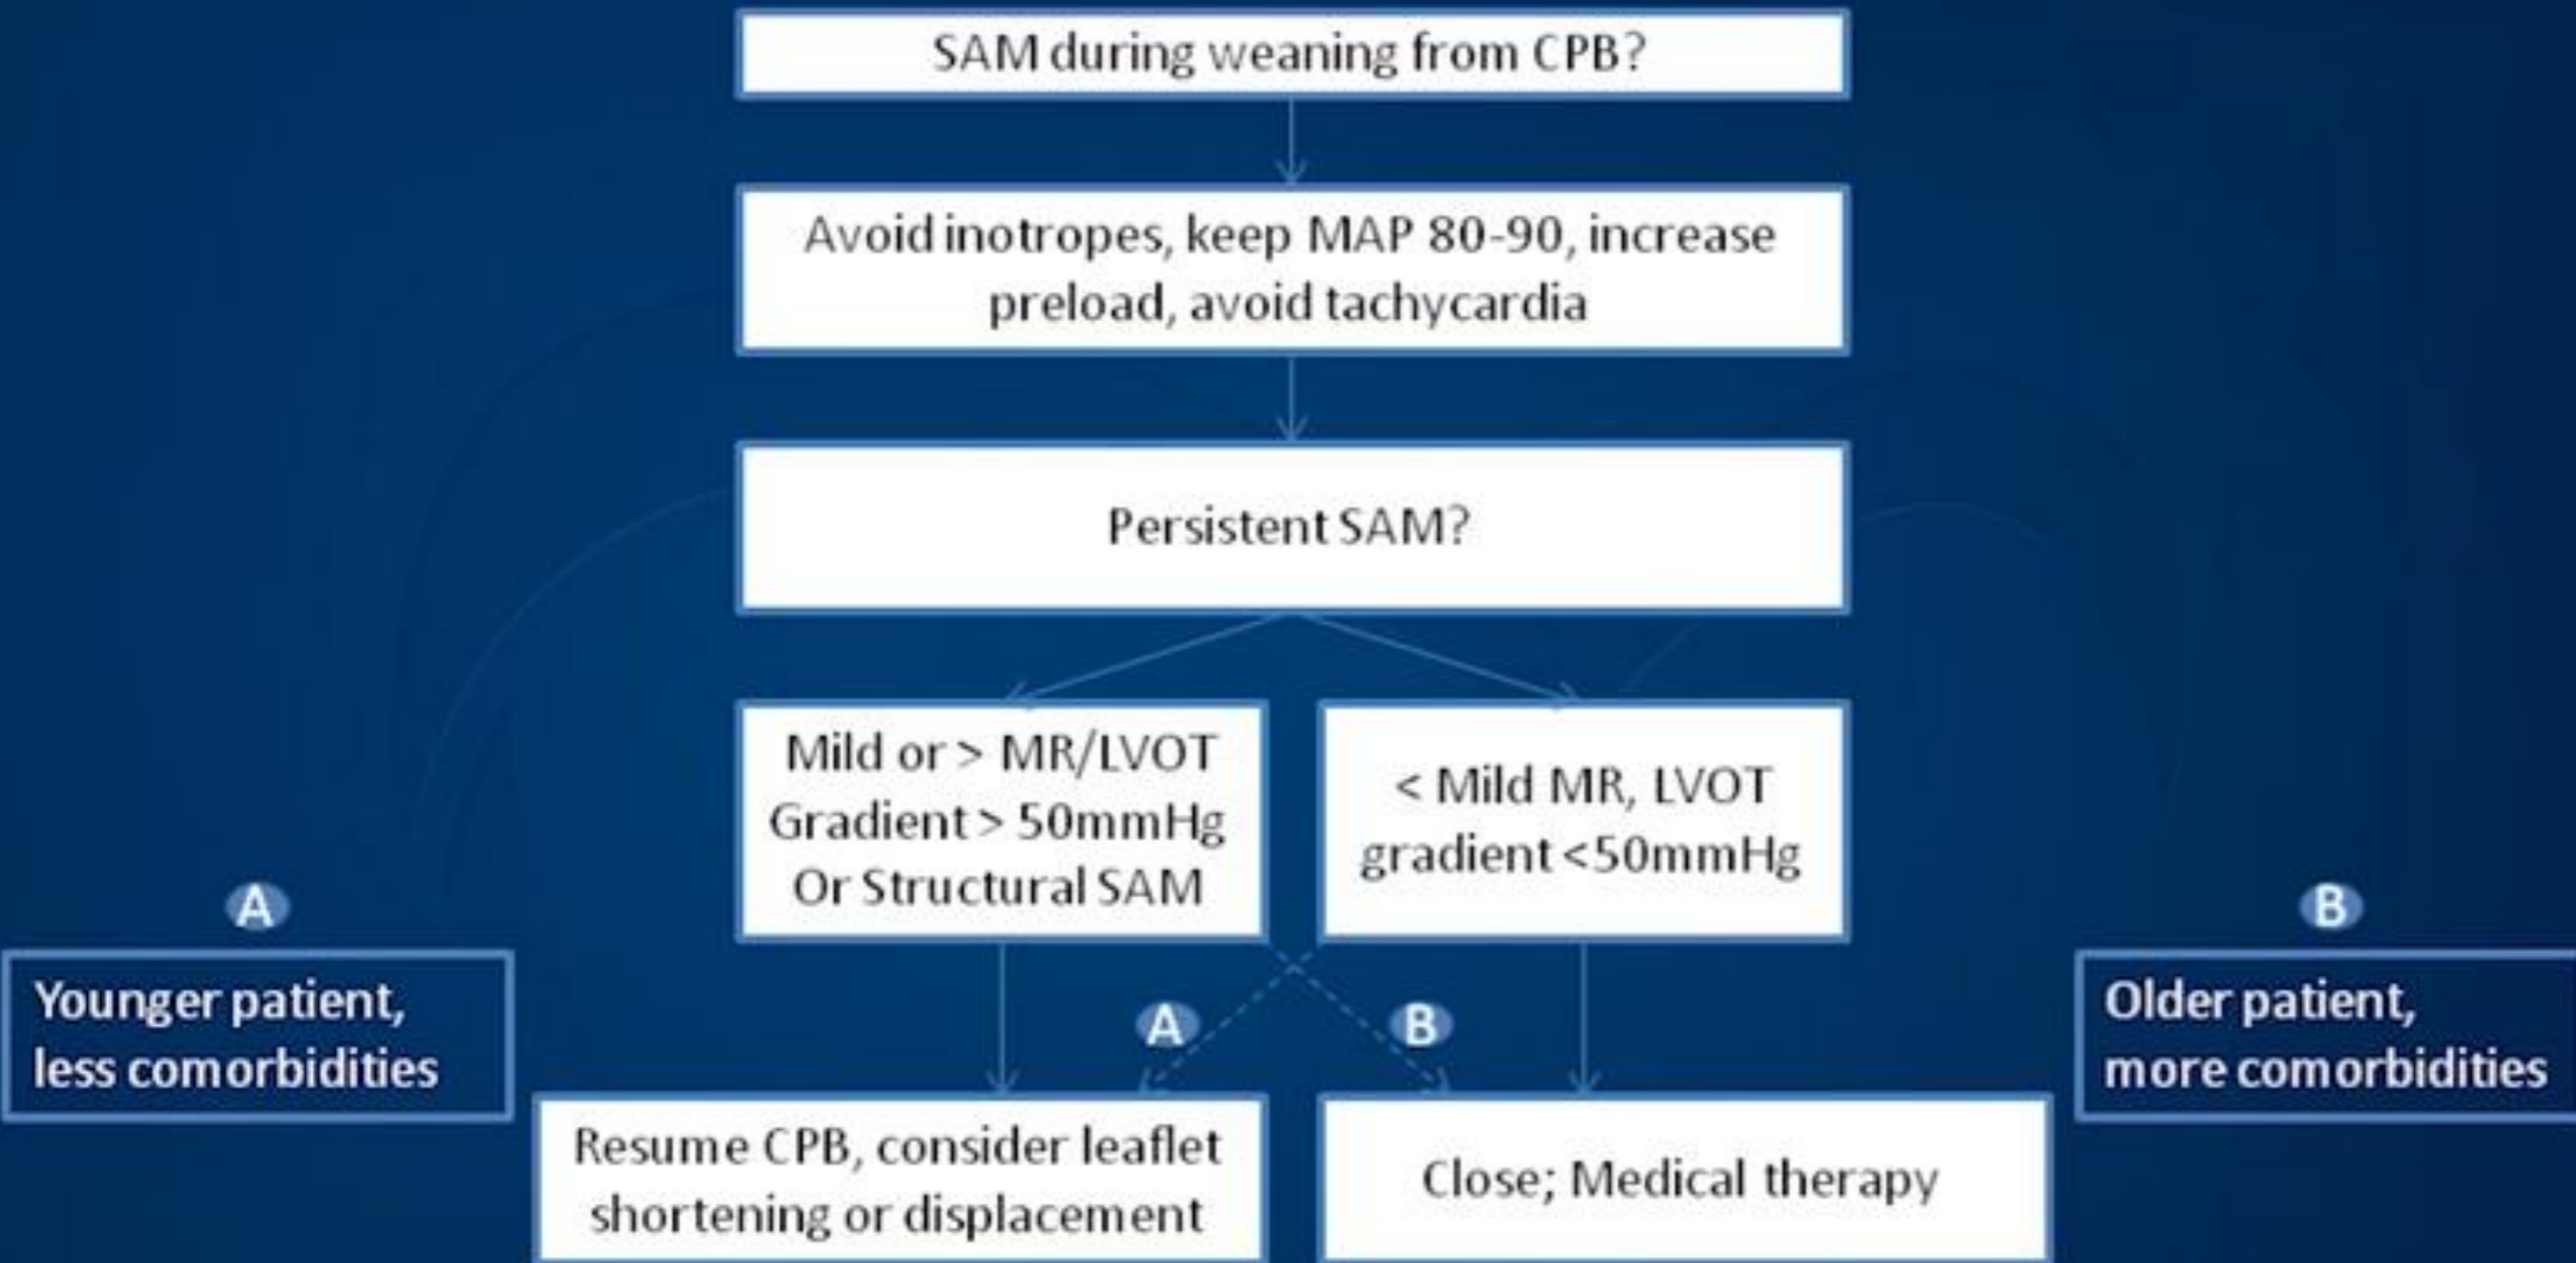 SAM during weaning from CPB?
Avoid inotropes, keep MAP 80-90, increase
preload, avoid tachycardia
Persistent SAM?
Mild or > MR/LVOT
Gradient > 50mmHg
Or Structural SAM
< Mild MR, LVOT
gradient <50mmHg
A
Younger patient,
less comorbidities
B
Older patient,
more comorbidities
A
B
Resume CPB, consider leaflet
shortening or displacement
Close; Medical therapy